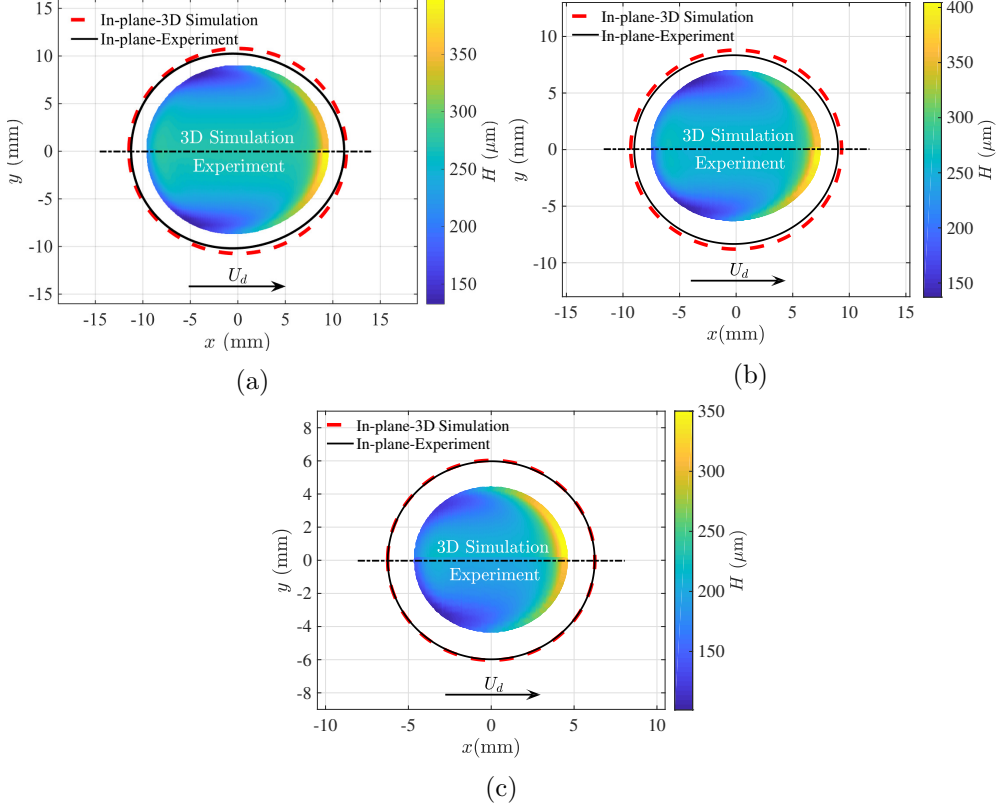 In-plane-3D Simulation
In-plane-Experiment
15
10
5
0
-5
-10
-15
y (mm)
3D Simulation
Experiment
U_d
-15 -10 -5 0 5 10 15
x (mm)
350
300
250
200
150
H (μm)
(a)
In-plane-3D Simulation
In-plane-Experiment
10
5
0
-5
-10
y (mm)
3D Simulation
Experiment
U_d
-15 -10 -5 0 5 10 15
x(mm)
400
350
300
250
200
150
H (μm)
(b)
In-plane-3D Simulation
In-plane-Experiment
8
6
4
2
0
-2
-4
-6
-8
y (mm)
3D Simulation
Experiment
U_d
-10 -5 0 5 10
x(mm)
350
300
250
200
150
H (μm)
(c)